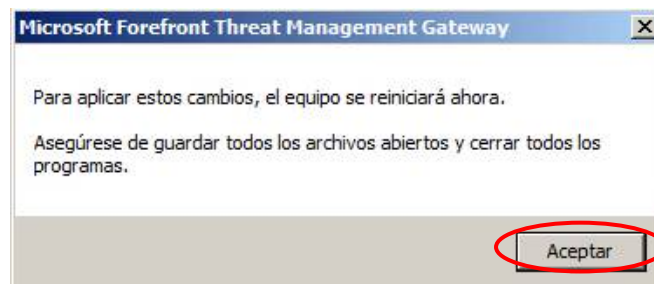 Microsoft Forefront Threat Management Gateway
Para aplicar estos cambios, el equipo se reiniciará ahora.
Asegúrese de guardar todos los archivos abiertos y cerrar todos los
programas.
Aceptar